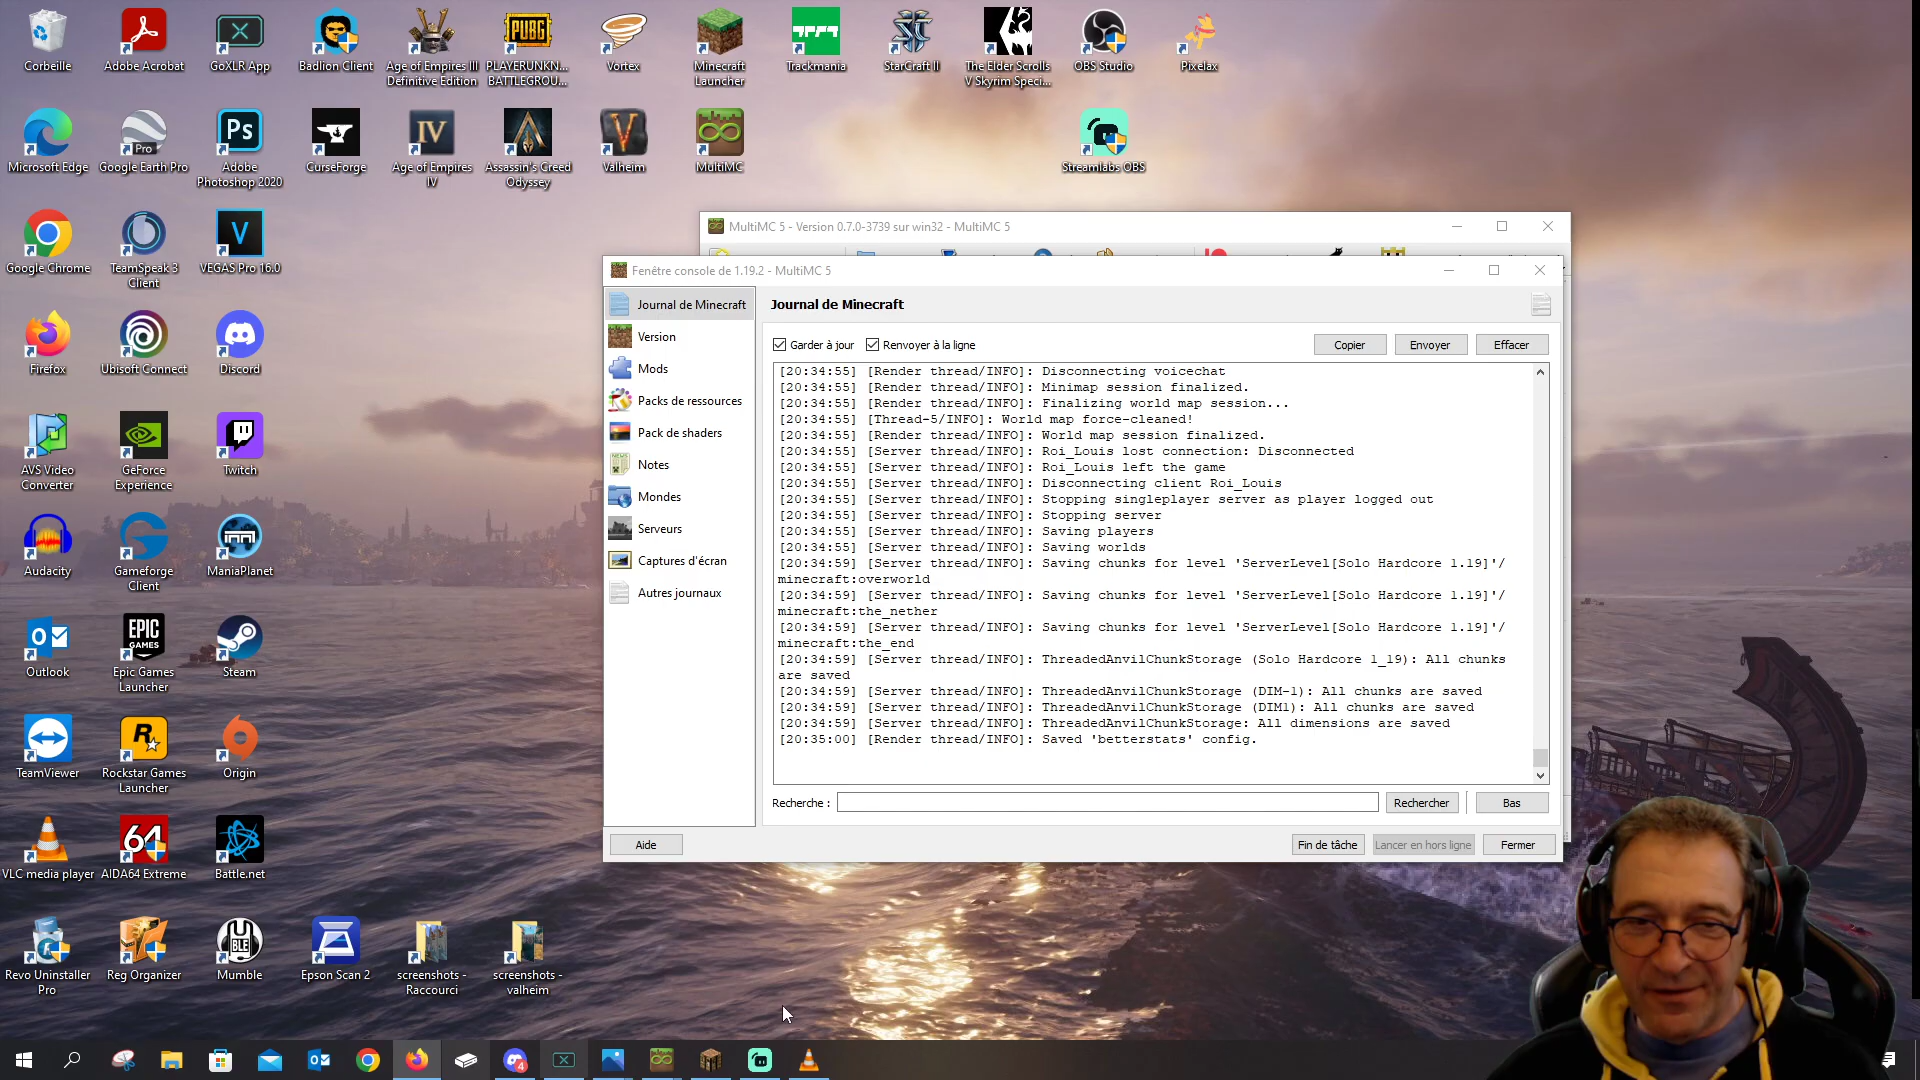 Corbeille
Adobe Acrobat
GoXLR App
Badlion Client
Age of Empires III
Definitive Edition
PUBG
PLAYERUNKN...
BATTLEGROU...
Vortex
Minecraft
Launcher
Trackmania
StarCraft II
The Elder Scrolls
V Skyrim Speci...
OBS Studio
Pixelax
Microsoft Edge
Pro
Google Earth Pro
Ps
Adobe
Photoshop 2020
CurseForge
IV
Age of Empires
IV
Assassin's Creed
Odyssey
Valheim
MultiMC
Streamlabs OBS
Google Chrome
TeamSpeak 3
Client
V
VEGAS Pro 16.0
Firefox
Ubisoft Connect
Discord
AVS Video
Converter
GeForce
Experience
Twitch
Audacity
Gameforge
Client
ManiaPlanet
Outlook
EPIC
GAMES
Epic Games
Launcher
Steam
TeamViewer
Rockstar Games
Launcher
Origin
VLC media player
64
AIDA64 Extreme
Battle.net
Revo Uninstaller
Pro
Reg Organizer
BLE
Mumble
Epson Scan 2
screenshots -
Raccourci
screenshots -
valheim
MultiMC 5 - Version 0.7.0-3739 sur win32 - MultiMC 5
Fenêtre console de 1.19.2 - MultiMC 5
Journal de Minecraft
Version
Mods
Packs de ressources
Pack de shaders
Notes
Mondes
Serveurs
Captures d'écran
Autres journaux
Journal de Minecraft
Garder à jour
Renvoyer à la ligne
Copier
Envoyer
Effacer
[20:34:55] [Render thread/INFO]: Disconnecting voicechat
[20:34:55] [Render thread/INFO]: Minimap session finalized.
[20:34:55] [Render thread/INFO]: Finalizing world map session...
[20:34:55] [Thread-5/INFO]: World map force-cleaned!
[20:34:55] [Render thread/INFO]: World map session finalized.
[20:34:55] [Server thread/INFO]: Roi_Louis lost connection: Disconnected
[20:34:55] [Server thread/INFO]: Roi_Louis left the game
[20:34:55] [Server thread/INFO]: Disconnecting client Roi_Louis
[20:34:55] [Server thread/INFO]: Stopping singleplayer server as player logged out
[20:34:55] [Server thread/INFO]: Stopping server
[20:34:55] [Server thread/INFO]: Saving players
[20:34:55] [Server thread/INFO]: Saving worlds
[20:34:59] [Server thread/INFO]: Saving chunks for level 'ServerLevel[Solo Hardcore 1.19]'/
minecraft:overworld
[20:34:59] [Server thread/INFO]: Saving chunks for level 'ServerLevel[Solo Hardcore 1.19]'/
minecraft:the_nether
[20:34:59] [Server thread/INFO]: Saving chunks for level 'ServerLevel[Solo Hardcore 1.19]'/
minecraft:the_end
[20:34:59] [Server thread/INFO]: ThreadedAnvilChunkStorage (Solo Hardcore 1_19): All chunks
are saved
[20:34:59] [Server thread/INFO]: ThreadedAnvilChunkStorage (DIM-1): All chunks are saved
[20:34:59] [Server thread/INFO]: ThreadedAnvilChunkStorage (DIM1): All chunks are saved
[20:34:59] [Server thread/INFO]: ThreadedAnvilChunkStorage: All dimensions are saved
[20:35:00] [Render thread/INFO]: Saved 'betterstats' config.
Recherche :
Rechercher
Bas
Aide
Fin de tâche
Lancer en hors ligne
Fermer
4